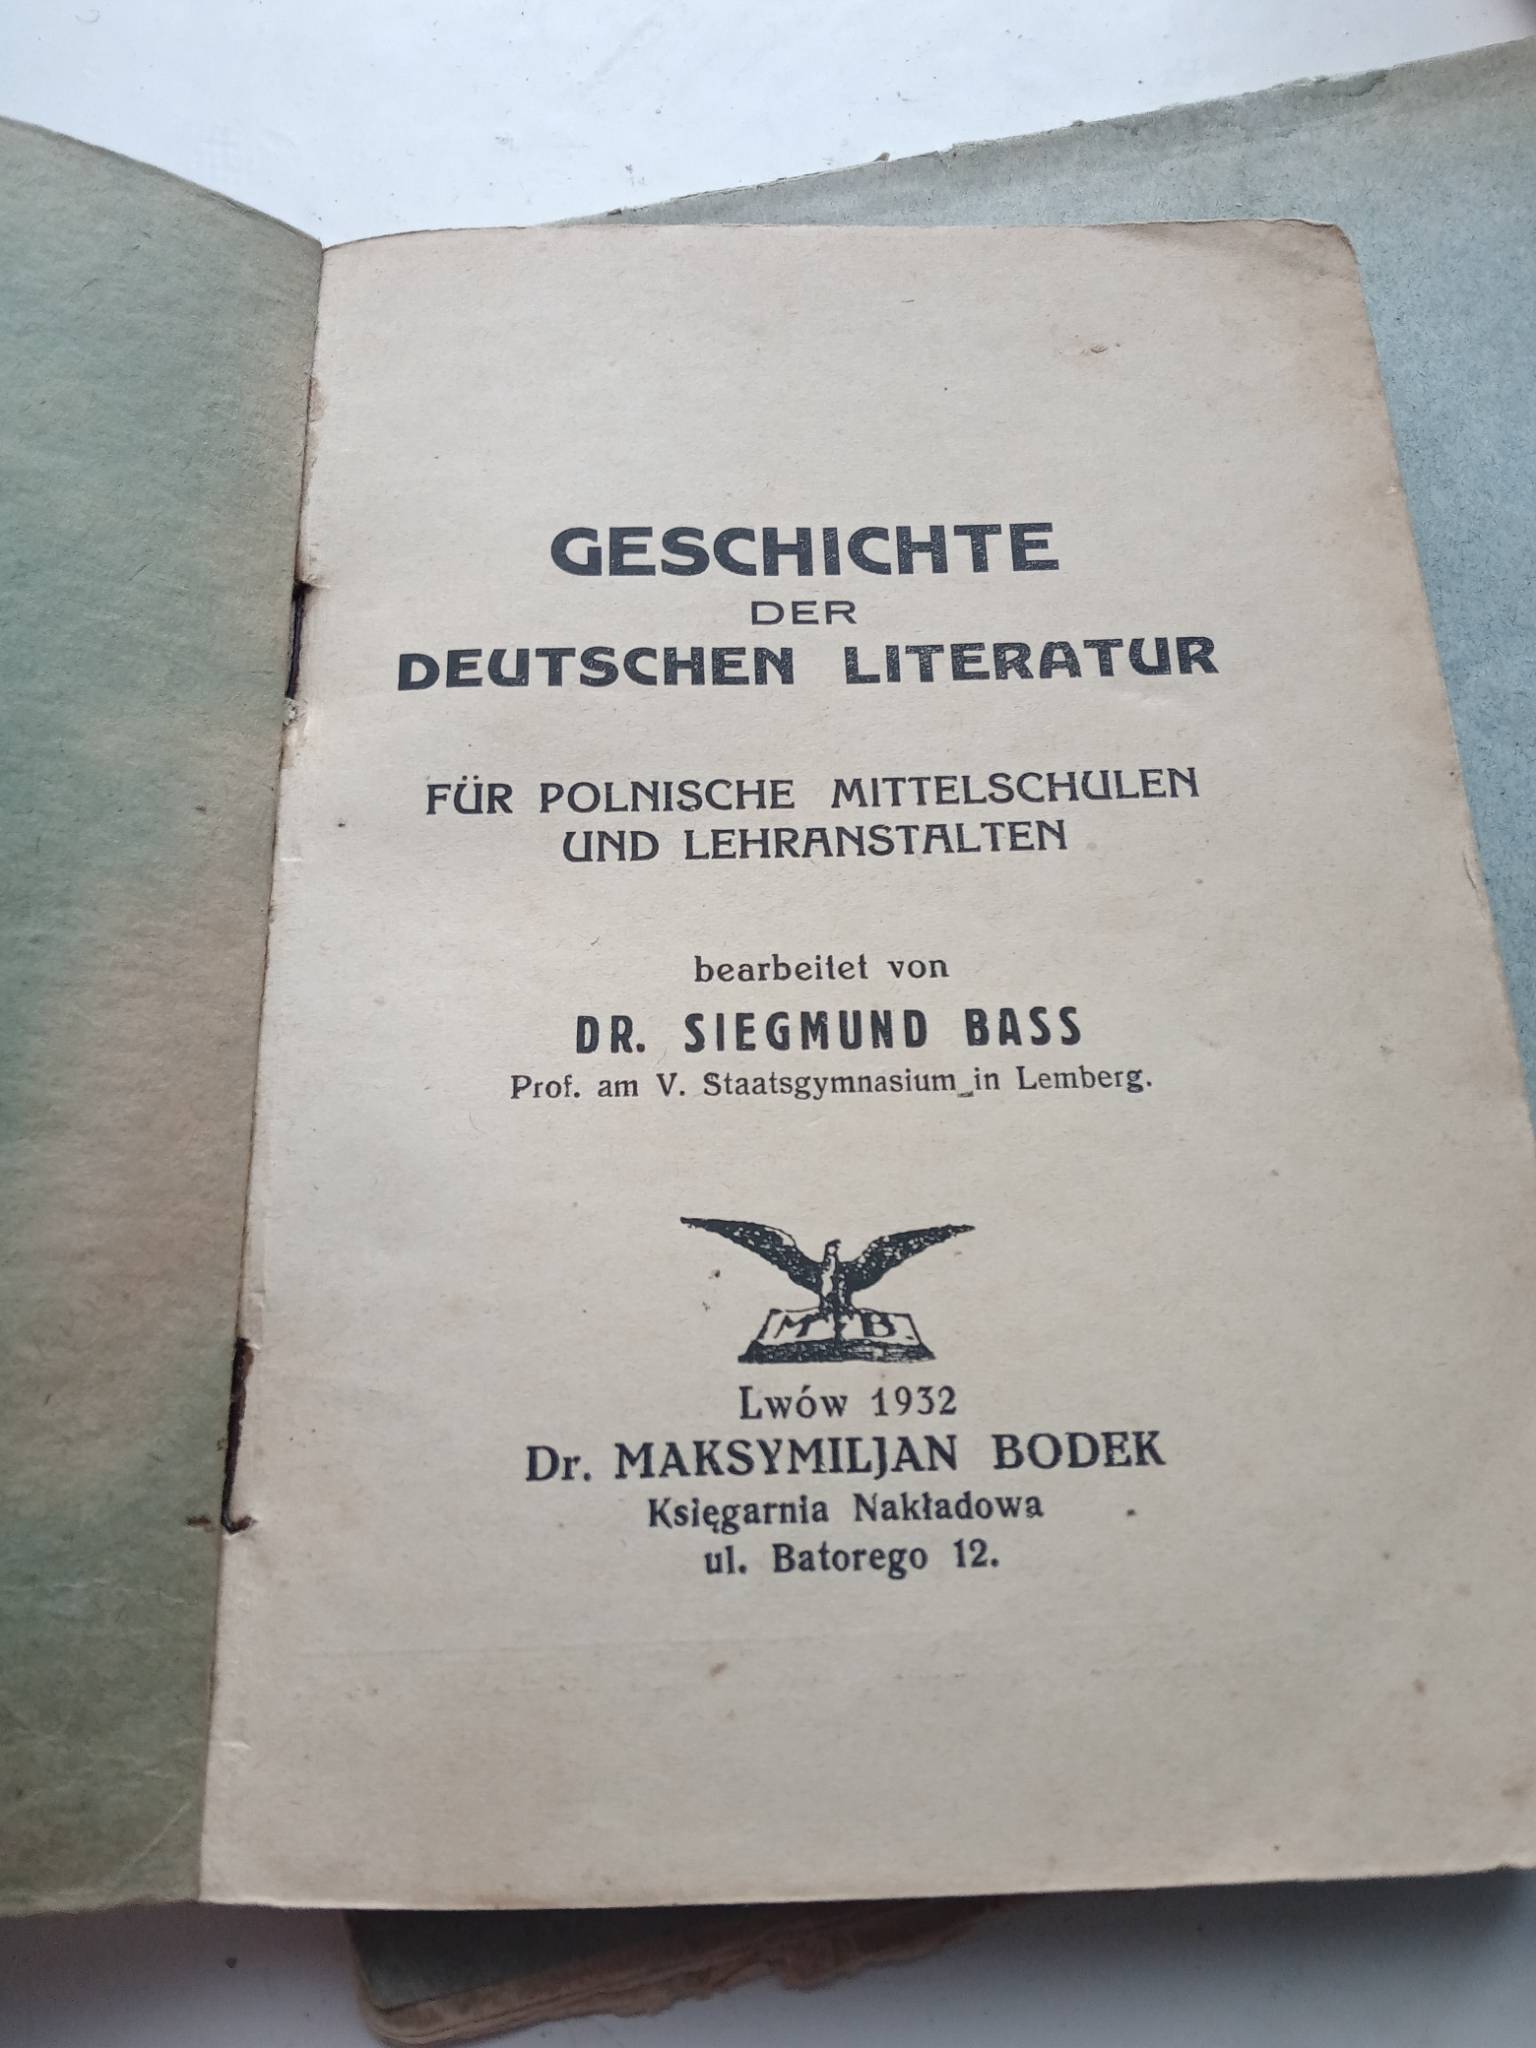 GESCHICHTE
DER
DEUTSCHEN LITERATUR
FÜR POLNISCHE MITTELSCHULEN
UND LEHRANSTALTEN
bearbeitet von
DR. SIEGMUND BASS
Prof. am V. Staatsgymnasium in Lemberg.
M B.
Lwów 1932
Dr. MAKSYMILJAN BODEK
Księgarnia Nakładowa
ul. Batorego 12.